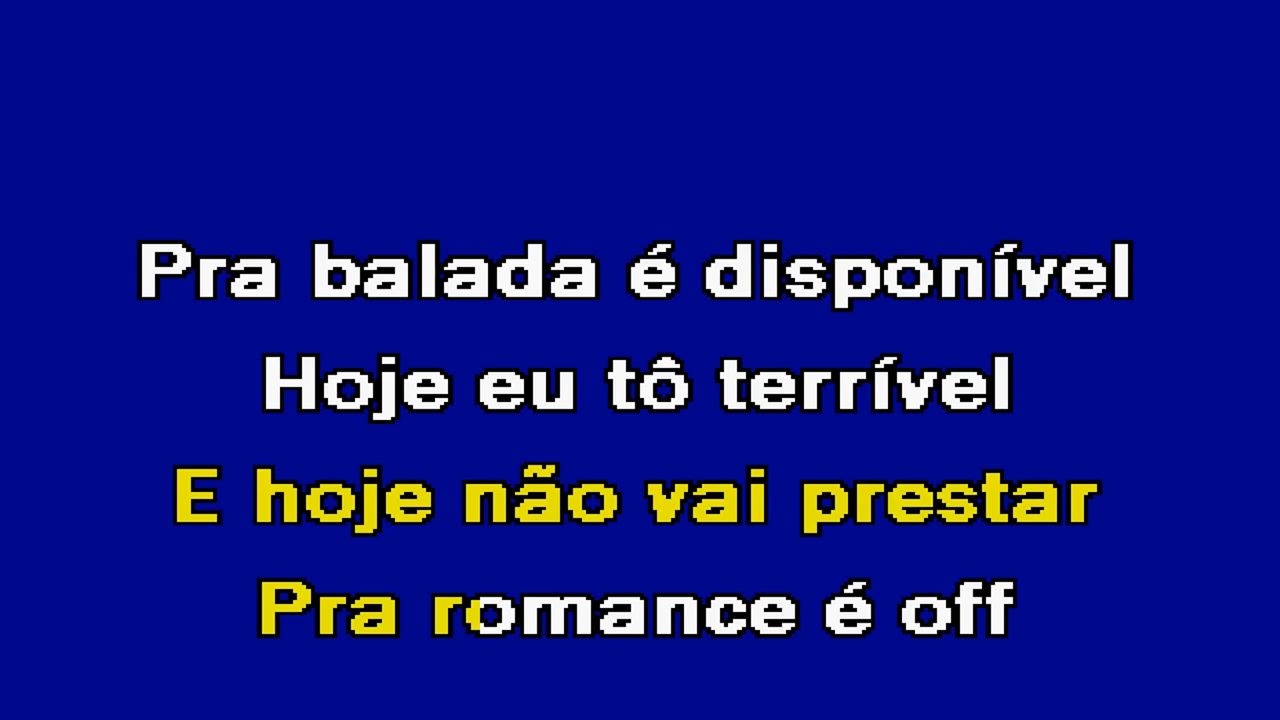 Pra balada é disponível
Hoje eu tô terrível
E hoje não vai prestar
Pra romance é off